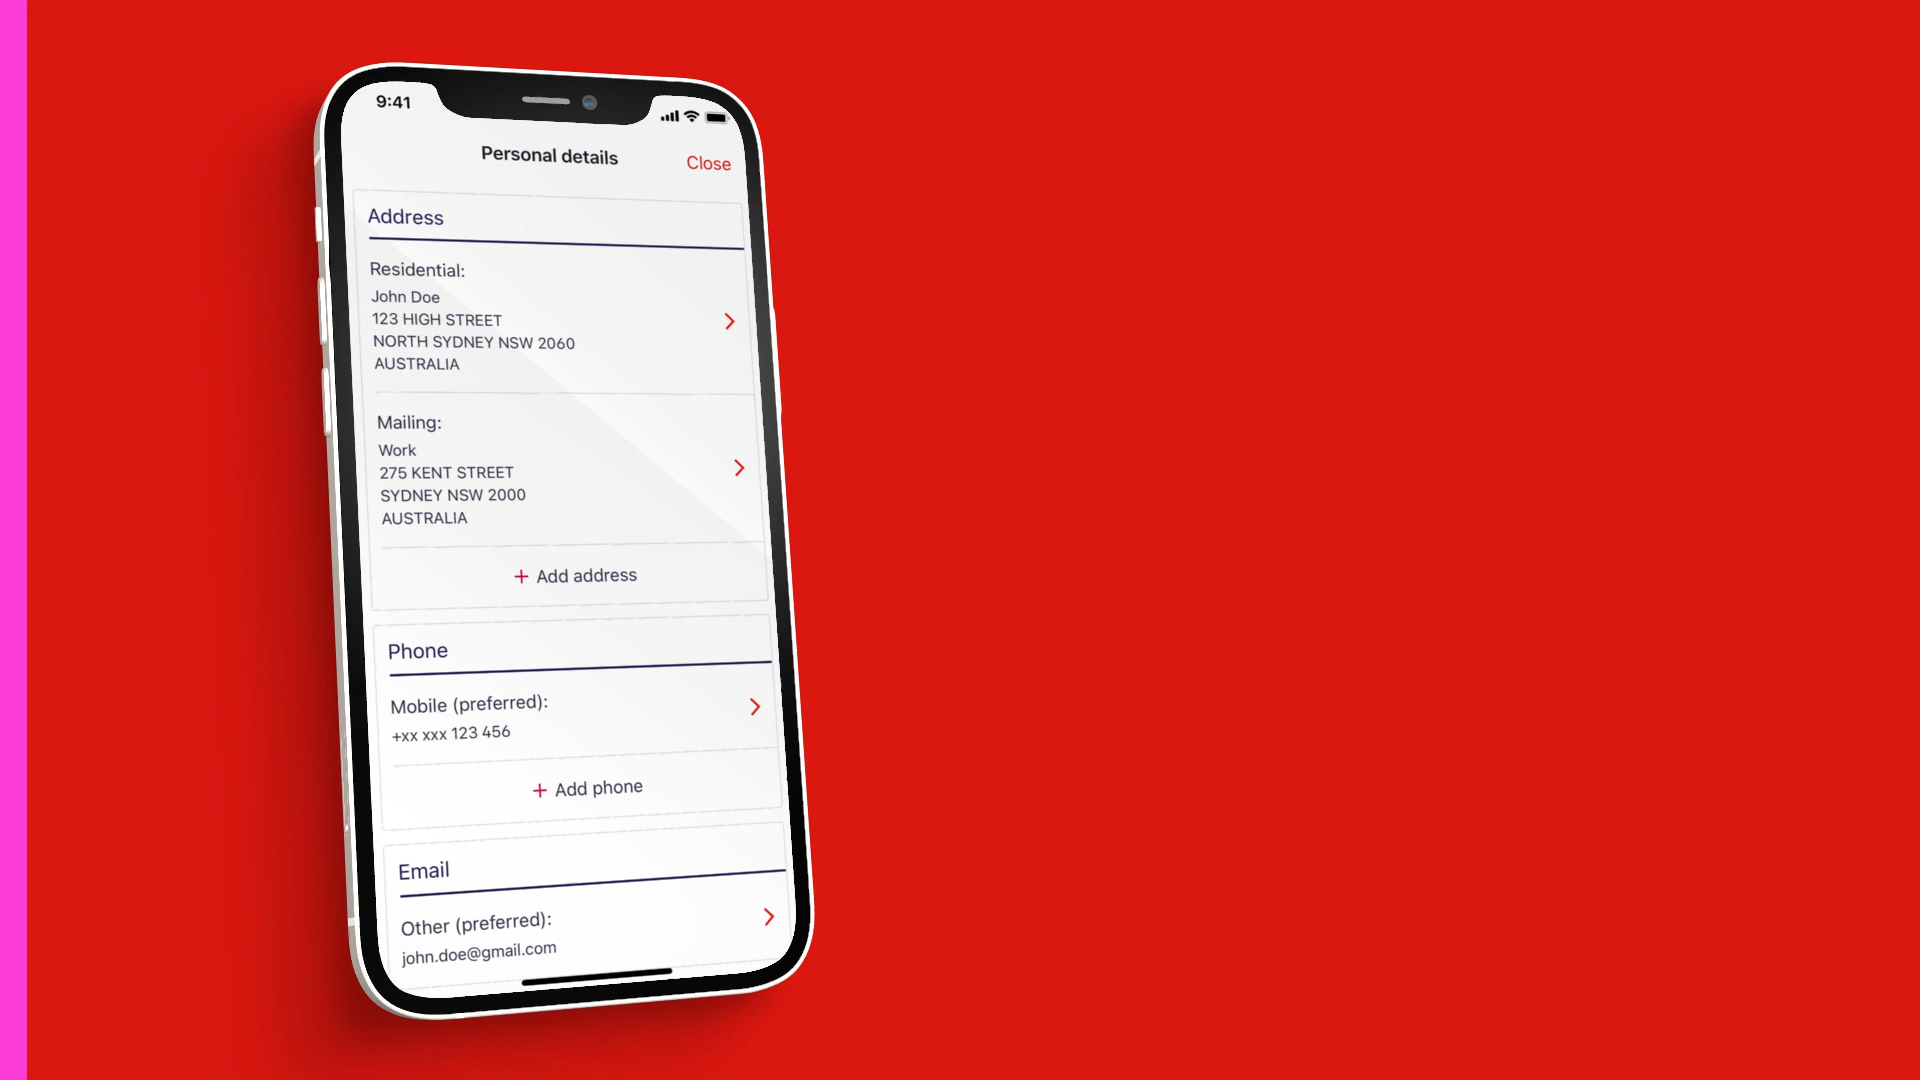 9:41
Personal details
Close
Address
Residential:
John Doe
123 HIGH STREET
NORTH SYDNEY NSW 2060
AUSTRALIA
Mailing:
Work
275 KENT STREET
SYDNEY NSW 2000
AUSTRALIA
+ Add address
Phone
Mobile (preferred):
+xx xxx 123 456
+ Add phone
Email
Other (preferred):
john.doe@gmail.com